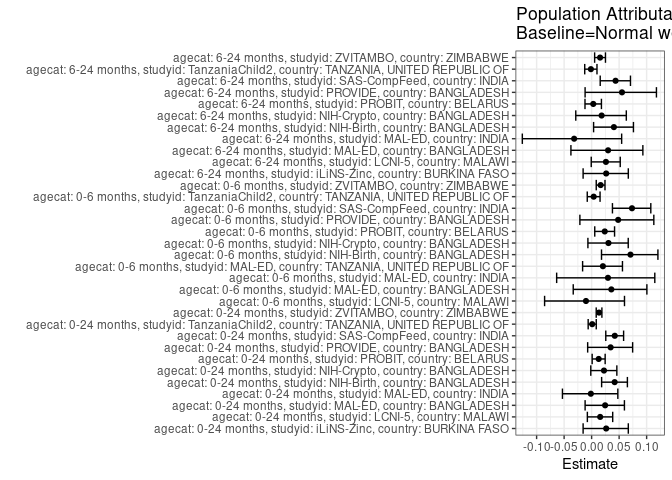 Population Attributa
Baseline=Normal w
agecat: 6-24 months, studyid: ZVITAMBO, country: ZIMBABWE
agecat: 6-24 months, studyid: TanzaniaChild2, country: TANZANIA, UNITED REPUBLIC OF
agecat: 6-24 months, studyid: SAS-CompFeed, country: INDIA
agecat: 6-24 months, studyid: PROVIDE, country: BANGLADESH
agecat: 6-24 months, studyid: PROBIT, country: BELARUS
agecat: 6-24 months, studyid: NIH-Crypto, country: BANGLADESH
agecat: 6-24 months, studyid: NIH-Birth, country: BANGLADESH
agecat: 6-24 months, studyid: MAL-ED, country: INDIA
agecat: 6-24 months, studyid: MAL-ED, country: BANGLADESH
agecat: 6-24 months, studyid: LCNI-5, country: MALAWI
agecat: 6-24 months, studyid: iLiNS-Zinc, country: BURKINA FASO
agecat: 0-6 months, studyid: ZVITAMBO, country: ZIMBABWE
agecat: 0-6 months, studyid: TanzaniaChild2, country: TANZANIA, UNITED REPUBLIC OF
agecat: 0-6 months, studyid: SAS-CompFeed, country: INDIA
agecat: 0-6 months, studyid: PROVIDE, country: BANGLADESH
agecat: 0-6 months, studyid: PROBIT, country: BELARUS
agecat: 0-6 months, studyid: NIH-Crypto, country: BANGLADESH
agecat: 0-6 months, studyid: NIH-Birth, country: BANGLADESH
agecat: 0-6 months, studyid: MAL-ED, country: TANZANIA, UNITED REPUBLIC OF
agecat: 0-6 months, studyid: MAL-ED, country: INDIA
agecat: 0-6 months, studyid: MAL-ED, country: BANGLADESH
agecat: 0-6 months, studyid: LCNI-5, country: MALAWI
agecat: 0-24 months, studyid: ZVITAMBO, country: ZIMBABWE
agecat: 0-24 months, studyid: TanzaniaChild2, country: TANZANIA, UNITED REPUBLIC OF
agecat: 0-24 months, studyid: SAS-CompFeed, country: INDIA
agecat: 0-24 months, studyid: PROVIDE, country: BANGLADESH
agecat: 0-24 months, studyid: PROBIT, country: BELARUS
agecat: 0-24 months, studyid: NIH-Crypto, country: BANGLADESH
agecat: 0-24 months, studyid: NIH-Birth, country: BANGLADESH
agecat: 0-24 months, studyid: MAL-ED, country: INDIA
agecat: 0-24 months, studyid: MAL-ED, country: BANGLADESH
agecat: 0-24 months, studyid: LCNI-5, country: MALAWI
agecat: 0-24 months, studyid: iLiNS-Zinc, country: BURKINA FASO
-0.10 -0.05 0.00 0.05 0.10
Estimate